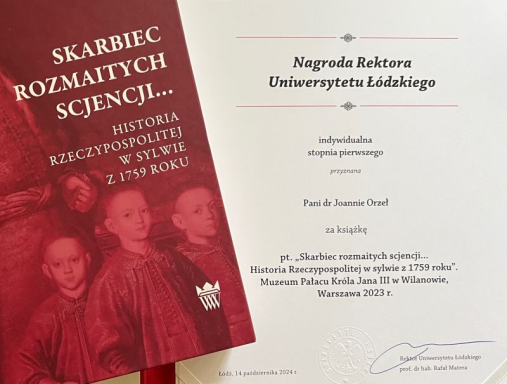 SKARBIEC
ROZMAITYCH
SCJENCJI...
HISTORIA
RZECZYPOSPOLITEJ
W SYLWIE
Z 1759 ROKU
Nagroda Rektora
Uniwersytetu Łódzkiego
indywidualna
stopnia pierwszego
przyznana
Pani dr Joannie Orzeł
za książkę
pt. „Skarbiec rozmaitych scjencji...
Historia Rzeczypospolitej w sylwie z 1759 roku”.
Muzeum Pałacu Króla Jana III w Wilanowie,
Warszawa 2023 r.
Łódź, 14 października 2024 r.
Rektor Uniwersytetu Łódzkiego
prof. dr hab. Rafał Matera